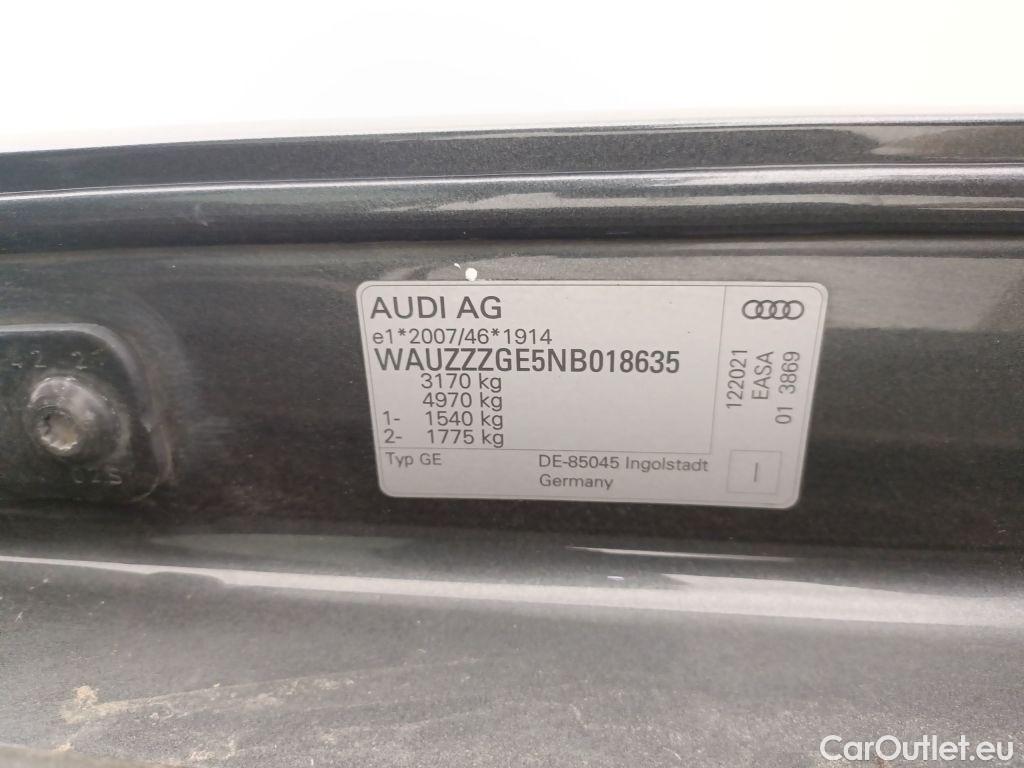 AUDI AG
e1*2007/46*1914
WAUZZZGE5NB018635
3170 kg
4970 kg
1- 1540 kg
2- 1775 kg
Typ GE
DE-85045 Ingolstadt
Germany
122021
EASA
01 3869
I
CarOutlet.eu